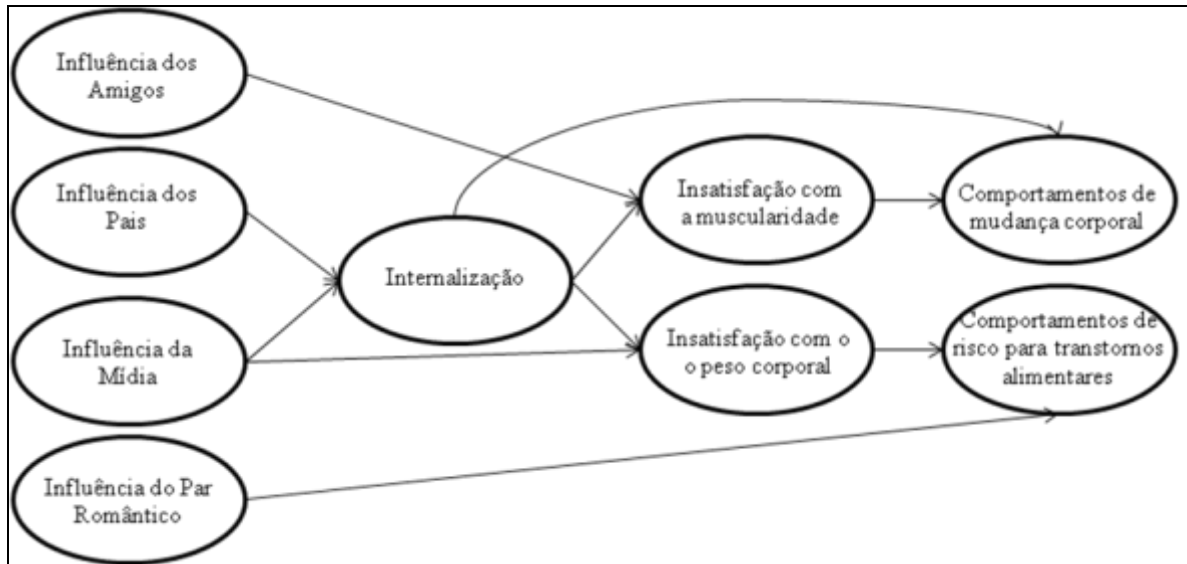 Influência dos
Amigos
Influência dos
Pais
Influência da
Mídia
Influência do Par
Romântico
Internalização
Insatisfação com
a muscularidade
Insatisfação com o
o peso corporal
Comportamentos de
mudança corporal
Comportamentos de
risco para transtornos
alimentares